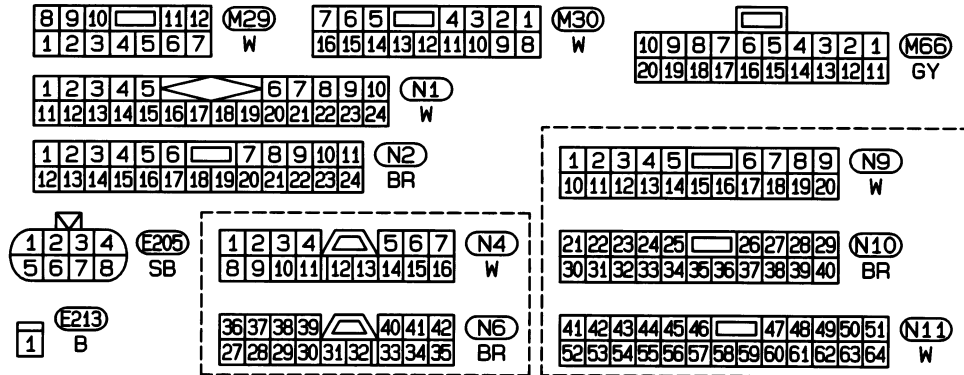 8 9 10 11 12 M29
1 2 3 4 5 6 7 W
7 6 5 4 3 2 1 M30
16 15 14 13 12 11 10 9 8 W
10 9 8 7 6 5 4 3 2 1 M66
20 19 18 17 16 15 14 13 12 11 GY
1 2 3 4 5 6 7 8 9 10 N1
11 12 13 14 15 16 17 18 19 20 21 22 23 24 W
1 2 3 4 5 6 7 8 9 10 11 N2
12 13 14 15 16 17 18 19 20 21 22 23 24 BR
1 2 3 4 5 6 7 8 9 N9
10 11 12 13 14 15 16 17 18 19 20 W
1 2 3 4 E205
5 6 7 8 SB
1 2 3 4 5 6 7 N4
8 9 10 11 12 13 14 15 16 W
21 22 23 24 25 26 27 28 29 N10
30 31 32 33 34 35 36 37 38 39 40 BR
E213
1 B
36 37 38 39 40 41 42 N6
27 28 29 30 31 32 33 34 35 BR
41 42 43 44 45 46 47 48 49 50 51 N11
52 53 54 55 56 57 58 59 60 61 62 63 64 W